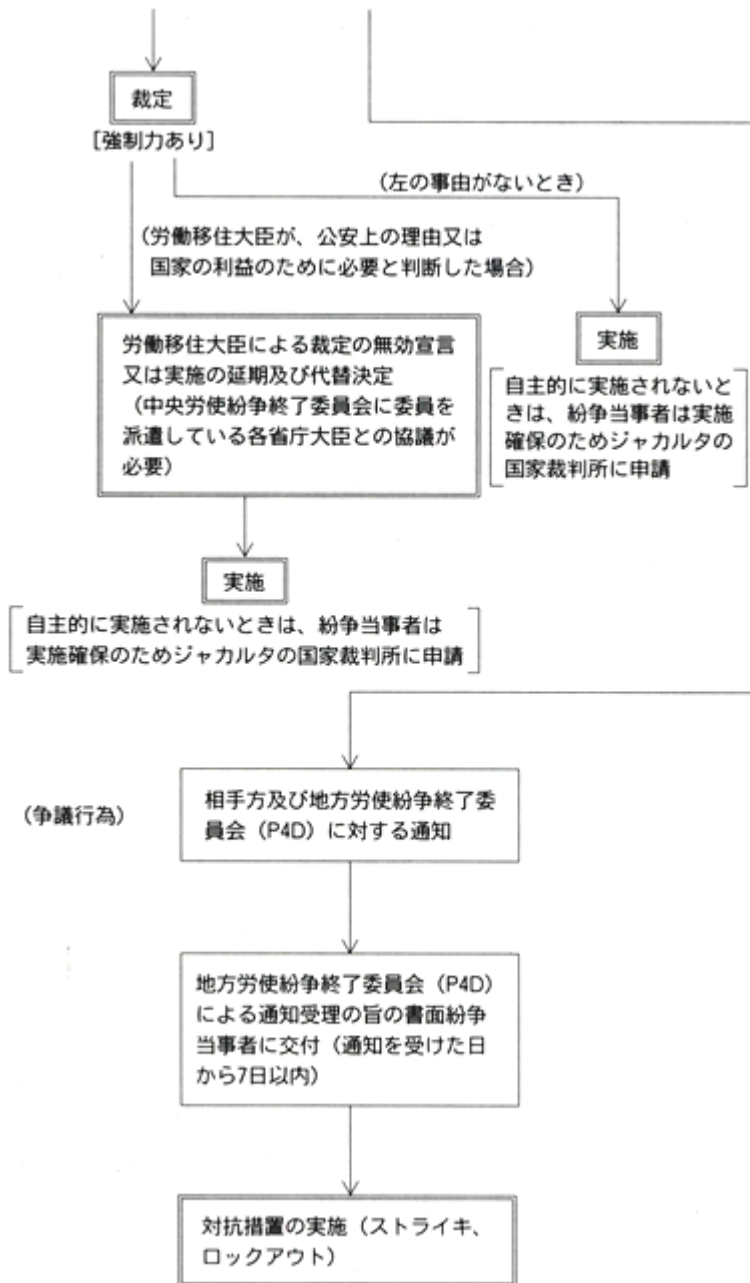 裁定
[強制力あり]
(左の事由がないとき)
(労働移住大臣が、公安上の理由又は
国家の利益のために必要と判断した場合)
労働移住大臣による裁定の無効宣言
又は実施の延期及び代替決定
(中央労使紛争終了委員会に委員を
派遣している各省庁大臣との協議が
必要)
実施
自主的に実施されないと
きは、紛争当事者は実施
確保のためジャカルタの
国家裁判所に申請
実施
自主的に実施されないときは、紛争当事者は
実施確保のためジャカルタの国家裁判所に申請
(争議行為)
相手方及び地方労使紛争終了委
員会(P4D)に対する通知
地方労使紛争終了委員会(P4D)
による通知受理の旨の書面紛争
当事者に交付(通知を受けた日
から7日以内)
対抗措置の実施(ストライキ、
ロックアウト)